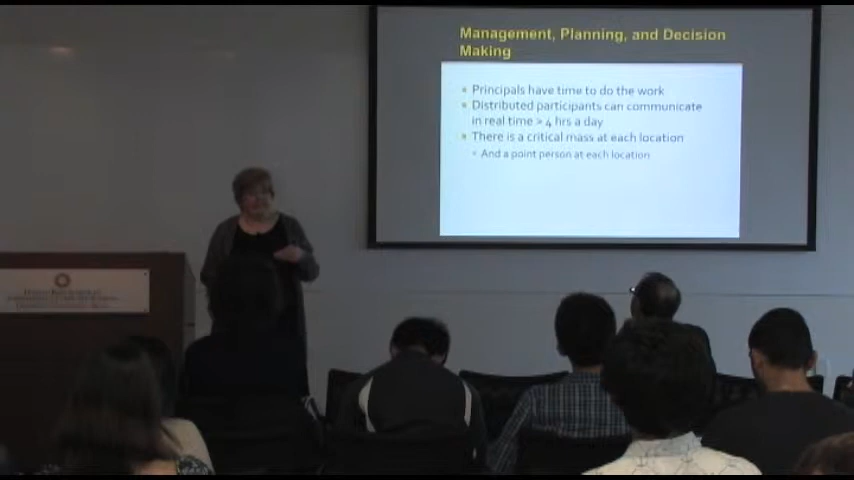 Management, Planning, and Decision
Making
Principals have time to do the work
Distributed participants can communicate
in real time > 4 hrs a day
There is a critical mass at each location
And a point person at each location